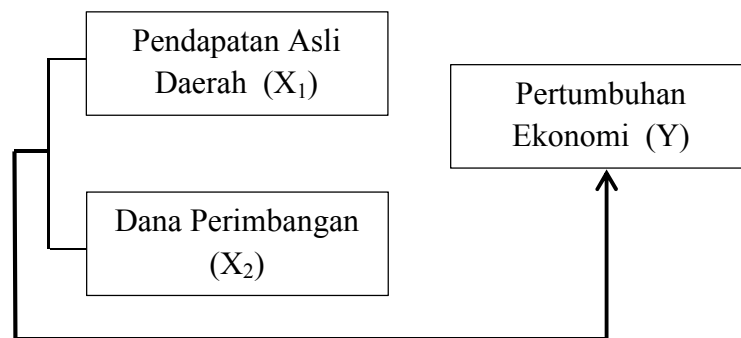 Pendapatan Asli
Daerah (X₁)
Pertumbuhan
Ekonomi (Y)
Dana Perimbangan
(X₂)